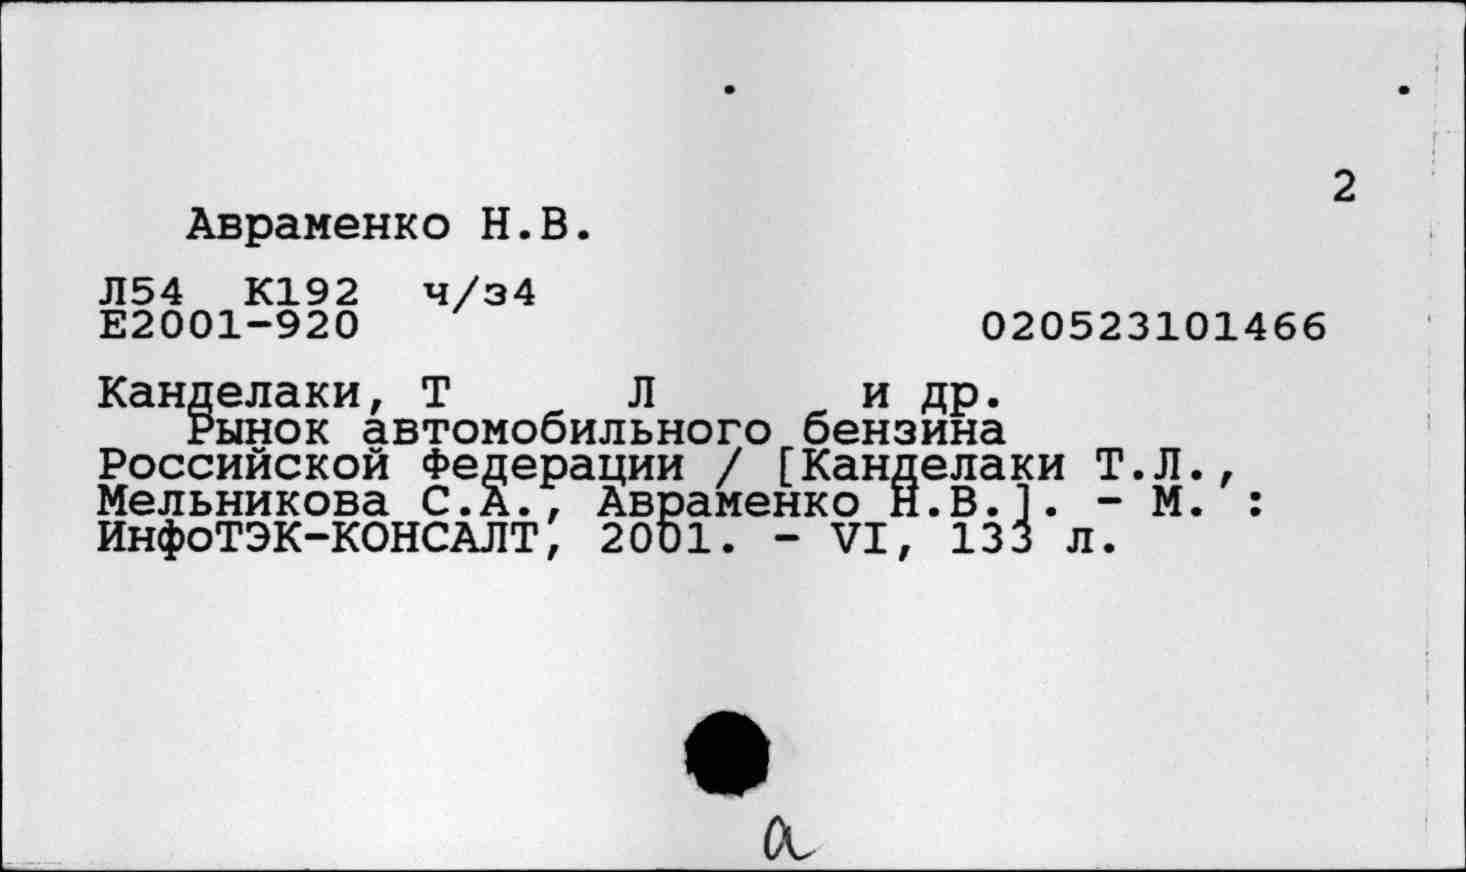 2
Авраменко Н.В.
Л54 К192 ч/з4
Е2001-920 020523101466
Канделаки, Т Л и др.
Рынок автомобильного бензина
Российской Федерации / [Канделаки Т.Л.,
Мельникова С.А., Авраменко Н.В.]. - М. :
ИнфоТЭК-КОНСАЛТ, 2001. - VI, 133 л.
а